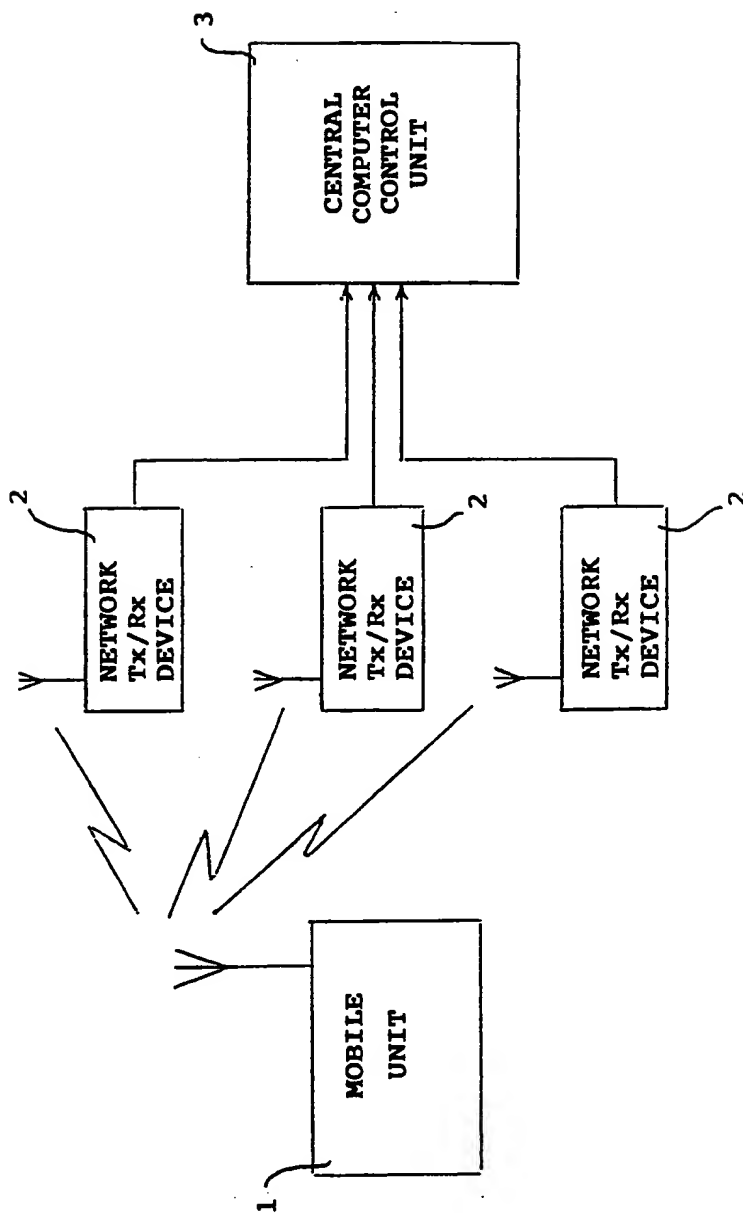 1
MOBILE
UNIT
2
NETWORK
Tx/Rx
DEVICE
2
NETWORK
Tx/Rx
DEVICE
2
NETWORK
Tx/Rx
DEVICE
3
CENTRAL
COMPUTER
CONTROL
UNIT